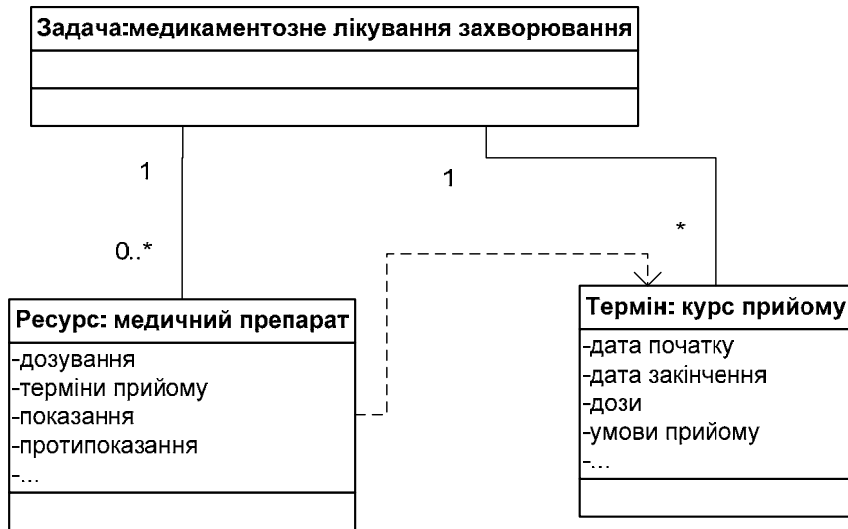 Задача:медикаментозне лікування захворювання
1
1
0..*
*
Ресурс: медичний препарат
-дозування
-терміни прийому
-показання
-протипоказання
-...
Термін: курс прийому
-дата початку
-дата закінчення
-дози
-умови прийому
-...